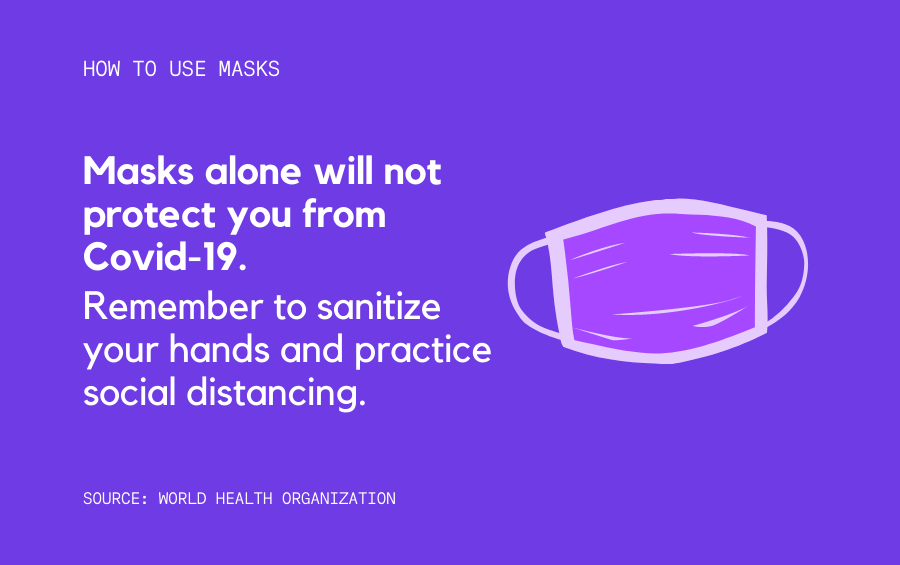 HOW TO USE MASKS
Masks alone will not
protect you from
Covid-19.
Remember to sanitize
your hands and practice
social distancing.
SOURCE: WORLD HEALTH ORGANIZATION